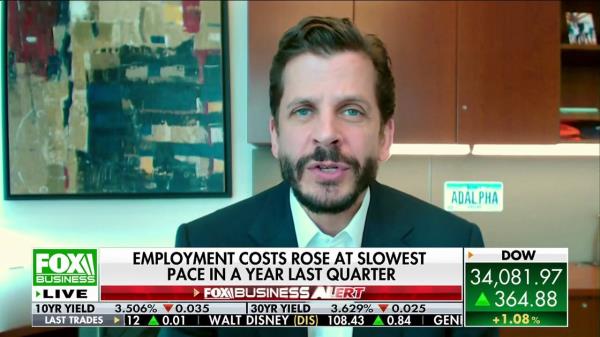 ADALPHA
EMPLOYMENT COSTS ROSE AT SLOWEST
PACE IN A YEAR LAST QUARTER
FOX
BUSINESS
LIVE
FOX BUSINESS ALERT
DOW
34,081.97
▲ 364.88
+1.08%
10YR YIELD 3.506% ▼ 0.035 30YR YIELD 3.629% ▼ 0.025
LAST TRADES 12 ▲ 0.01 WALT DISNEY (DIS) 108.43 ▲ 0.84 GENI